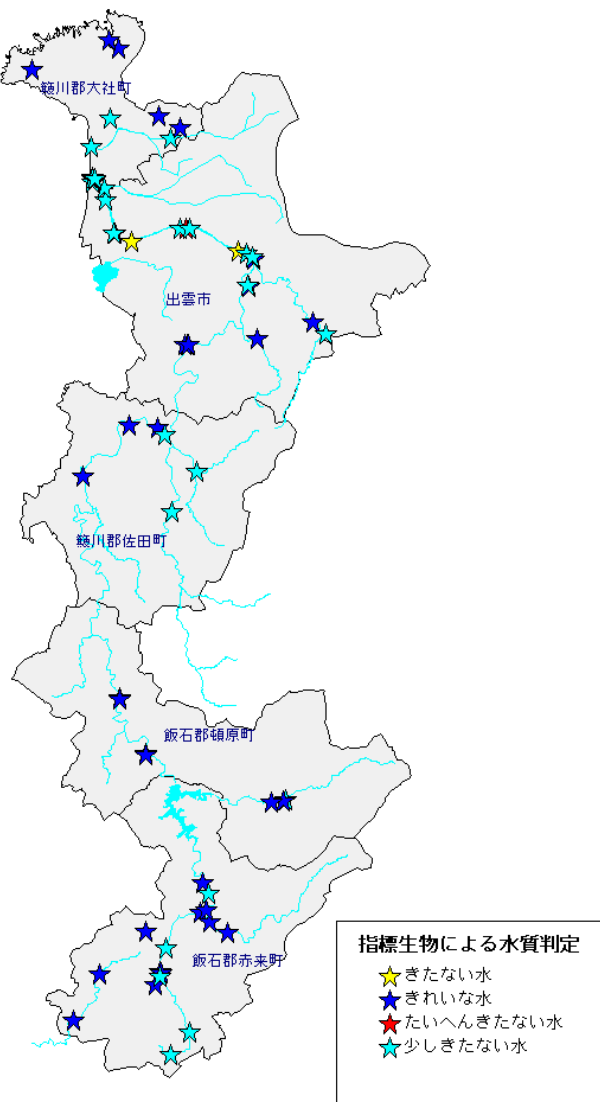 簸川郡大社町
出雲市
簸川郡佐田町
飯石郡頓原町
飯石郡赤来町
指標生物による水質判定
きたない水
きれいな水
たいへんきたない水
少しきたない水